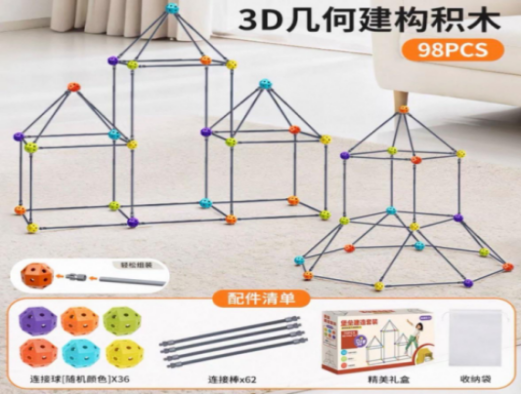 3D几何建构积木
98PCS
轻松组装
配件清单
连接球[随机颜色]X36
连接棒x62
精美礼盒
收纳袋